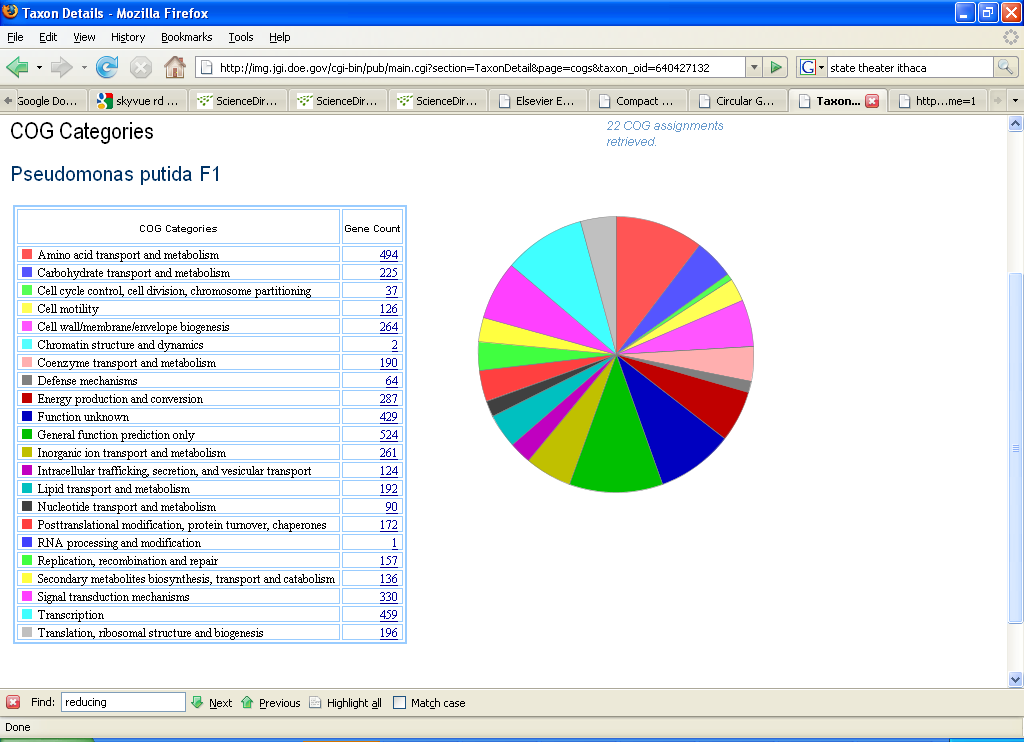 Taxon Details - Mozilla Firefox
File Edit View History Bookmarks Tools Help
http://img.jgi.doe.gov/cgi-bin/pub/main.cgi?section=TaxonDetail&page=cogs&taxon_oid=640427132
G state theater ithaca
Google Do... skyvue rd ... ScienceDir... ScienceDir... ScienceDir... Elsevier E... Compact ... Circular G... Taxon... http...me=1
COG Categories
22 COG assignments
retrieved.
Pseudomonas putida F1
COG Categories Gene Count
Amino acid transport and metabolism 494
Carbohydrate transport and metabolism 225
Cell cycle control, cell division, chromosome partitioning 37
Cell motility 126
Cell wall/membrane/envelope biogenesis 264
Chromatin structure and dynamics 2
Coenzyme transport and metabolism 190
Defense mechanisms 64
Energy production and conversion 287
Function unknown 429
General function prediction only 524
Inorganic ion transport and metabolism 261
Intracellular trafficking, secretion, and vesicular transport 124
Lipid transport and metabolism 192
Nucleotide transport and metabolism 90
Posttranslational modification, protein turnover, chaperones 172
RNA processing and modification 1
Replication, recombination and repair 157
Secondary metabolites biosynthesis, transport and catabolism 136
Signal transduction mechanisms 330
Transcription 459
Translation, ribosomal structure and biogenesis 196
Find: reducing Next Previous Highlight all Match case
Done